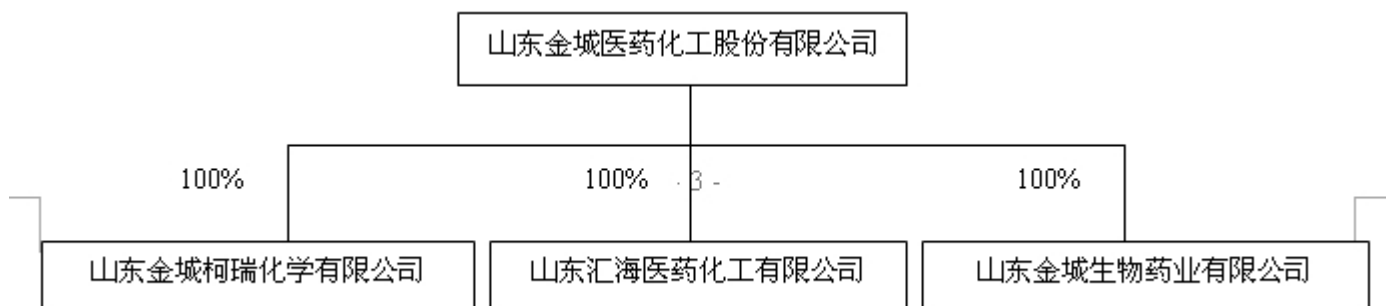 山东金城医药化工股份有限公司
100% 100% - 3 - 100%
山东金城柯瑞化学有限公司 山东汇海医药化工有限公司 山东金城生物药业有限公司